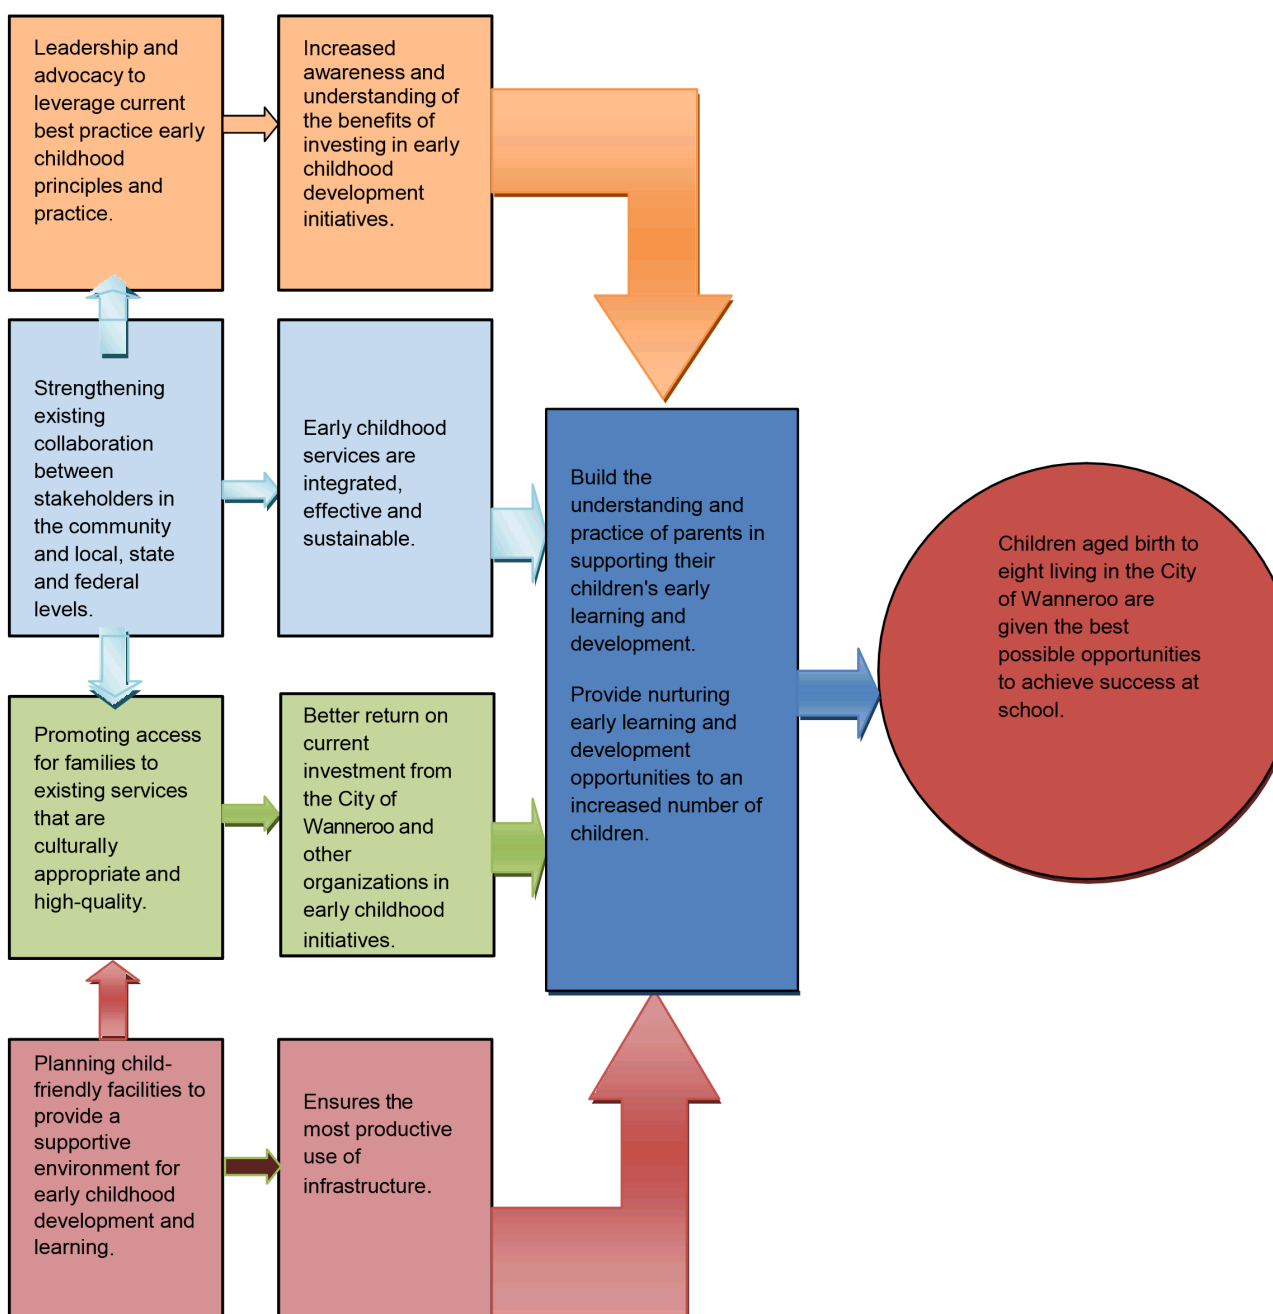 Leadership and
advocacy to
leverage current
best practice early
childhood
principles and
practice.
Increased
awareness and
understanding of
the benefits of
investing in early
childhood
development
initiatives.
Strengthening
existing
collaboration
between
stakeholders in
the community
and local, state
and federal
levels.
Early childhood
services are
integrated,
effective and
sustainable.
Promoting access
for families to
existing services
that are
culturally
appropriate and
high-quality.
Better return on
current
investment from
the City of
Wanneroo and
other
organizations in
early childhood
initiatives.
Planning child-
friendly facilities to
provide a
supportive
environment for
early childhood
development and
learning.
Ensures the
most productive
use of
infrastructure.
Build the
understanding and
practice of parents in
supporting their
children's early
learning and
development.
Provide nurturing
early learning and
development
opportunities to an
increased number of
children.
Children aged birth to
eight living in the City
of Wanneroo are
given the best
possible opportunities
to achieve success at
school.